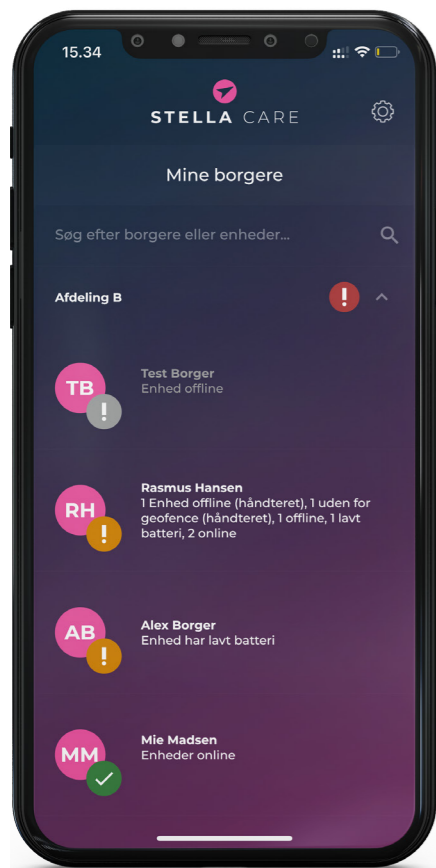 15.34
STELLA CARE
Mine borgere
Søg efter borgere eller enheder...
Afdeling B
!
TB
!
Test Borger
Enhed offline
RH
!
Rasmus Hansen
1 Enhed offline (håndteret), 1 uden for
geofence (håndteret), 1 offline, 1 lavt
batteri, 2 online
AB
!
Alex Borger
Enhed har lavt batteri
MM
Mie Madsen
Enheder online